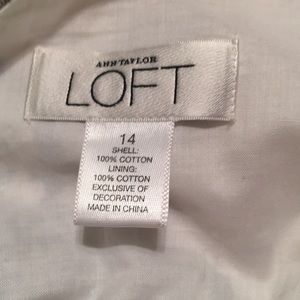 ANN TAYLOR
LOFT
14
SHELL:
100% COTTON
LINING:
100% COTTON
EXCLUSIVE OF
DECORATION
MADE IN CHINA